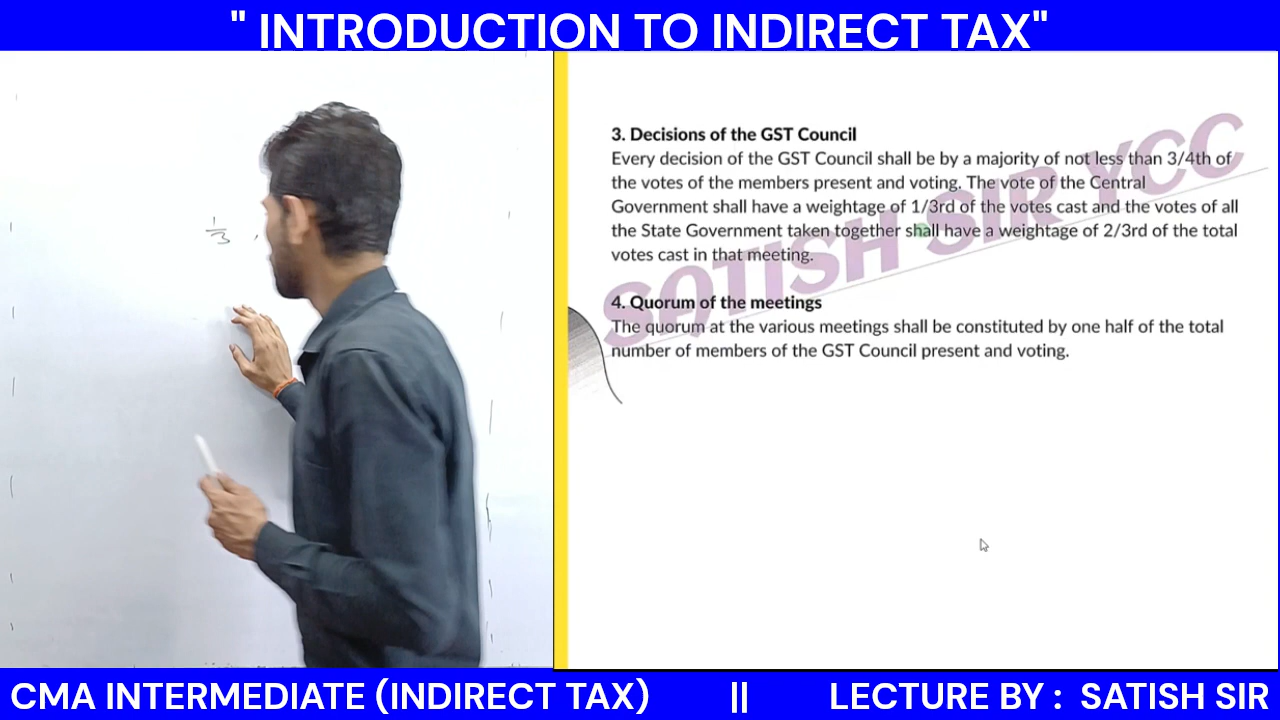 " INTRODUCTION TO INDIRECT TAX"
1/3
3. Decisions of the GST Council
Every decision of the GST Council shall be by a majority of not less than 3/4th of
the votes of the members present and voting. The vote of the Central
Government shall have a weightage of 1/3rd of the votes cast and the votes of all
the State Government taken together shall have a weightage of 2/3rd of the total
votes cast in that meeting.
4. Quorum of the meetings
The quorum at the various meetings shall be constituted by one half of the total
number of members of the GST Council present and voting.
SATISH SIR YCC
CMA INTERMEDIATE (INDIRECT TAX) || LECTURE BY : SATISH SIR